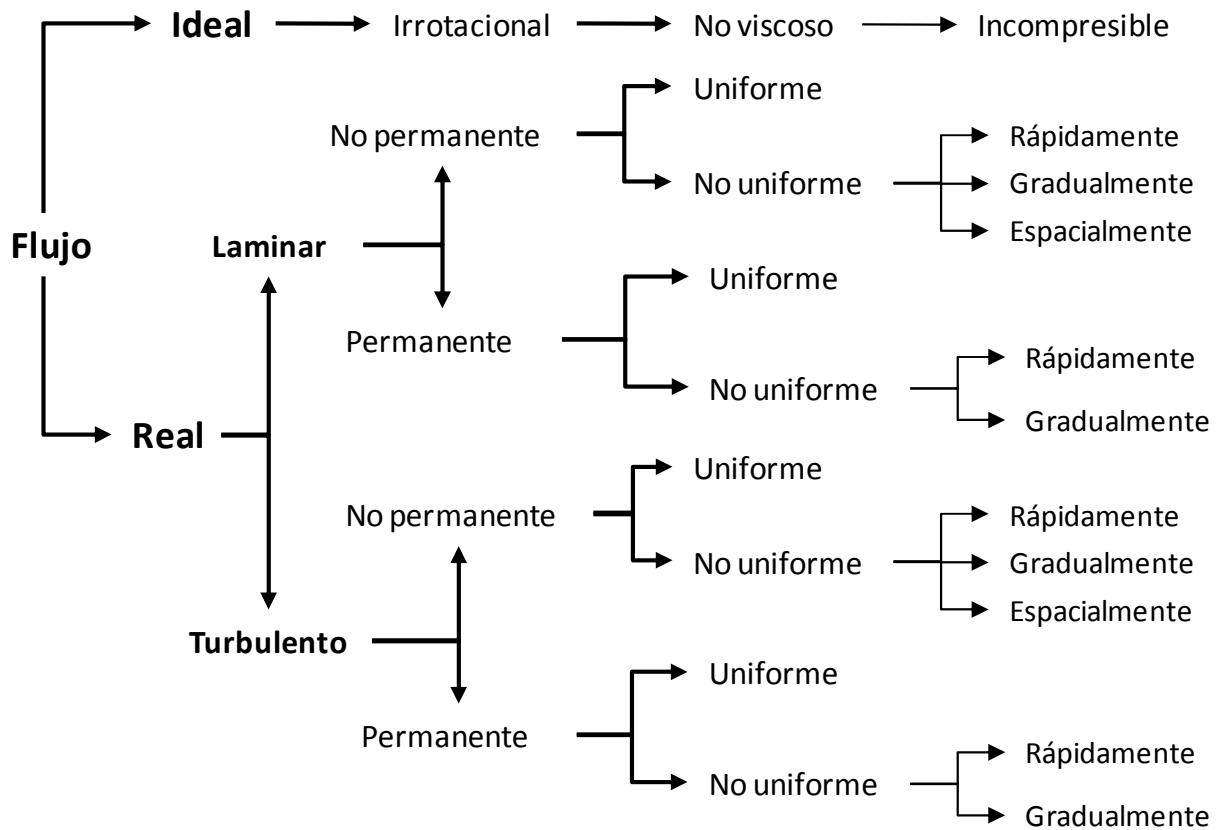 Ideal
Irrotacional
No viscoso
Incompresible
Uniforme
No permanente
Rápidamente
No uniforme
Gradualmente
Espacialmente
Flujo
Laminar
Uniforme
Permanente
Rápidamente
No uniforme
Gradualmente
Real
Uniforme
No permanente
Rápidamente
No uniforme
Gradualmente
Espacialmente
Turbulento
Uniforme
Permanente
Rápidamente
No uniforme
Gradualmente